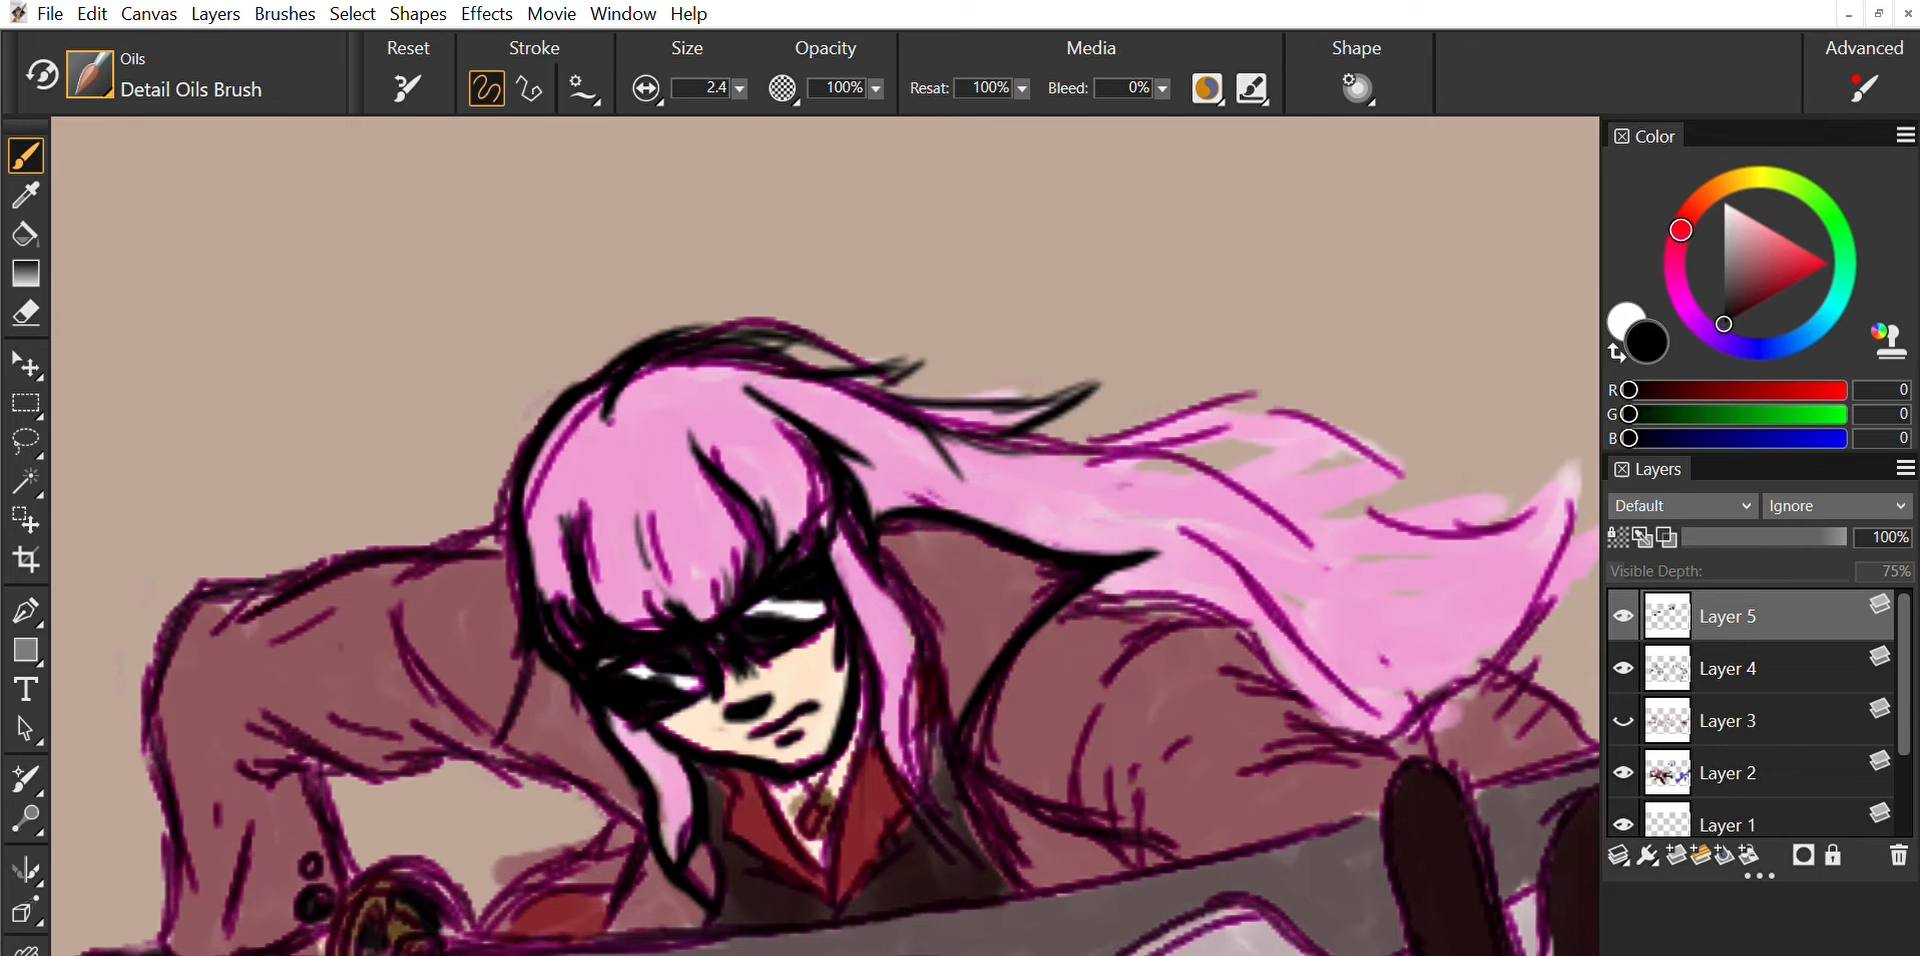 File Edit Canvas Layers Brushes Select Shapes Effects Movie Window Help
Oils
Detail Oils Brush
Reset
Stroke
Size
2.4
Opacity
100%
Media
Resat: 100%
Bleed: 0%
Shape
Advanced
Color
R 0
G 0
B 0
Layers
Default
Ignore
100%
Visible Depth: 75%
Layer 5
Layer 4
Layer 3
Layer 2
Layer 1